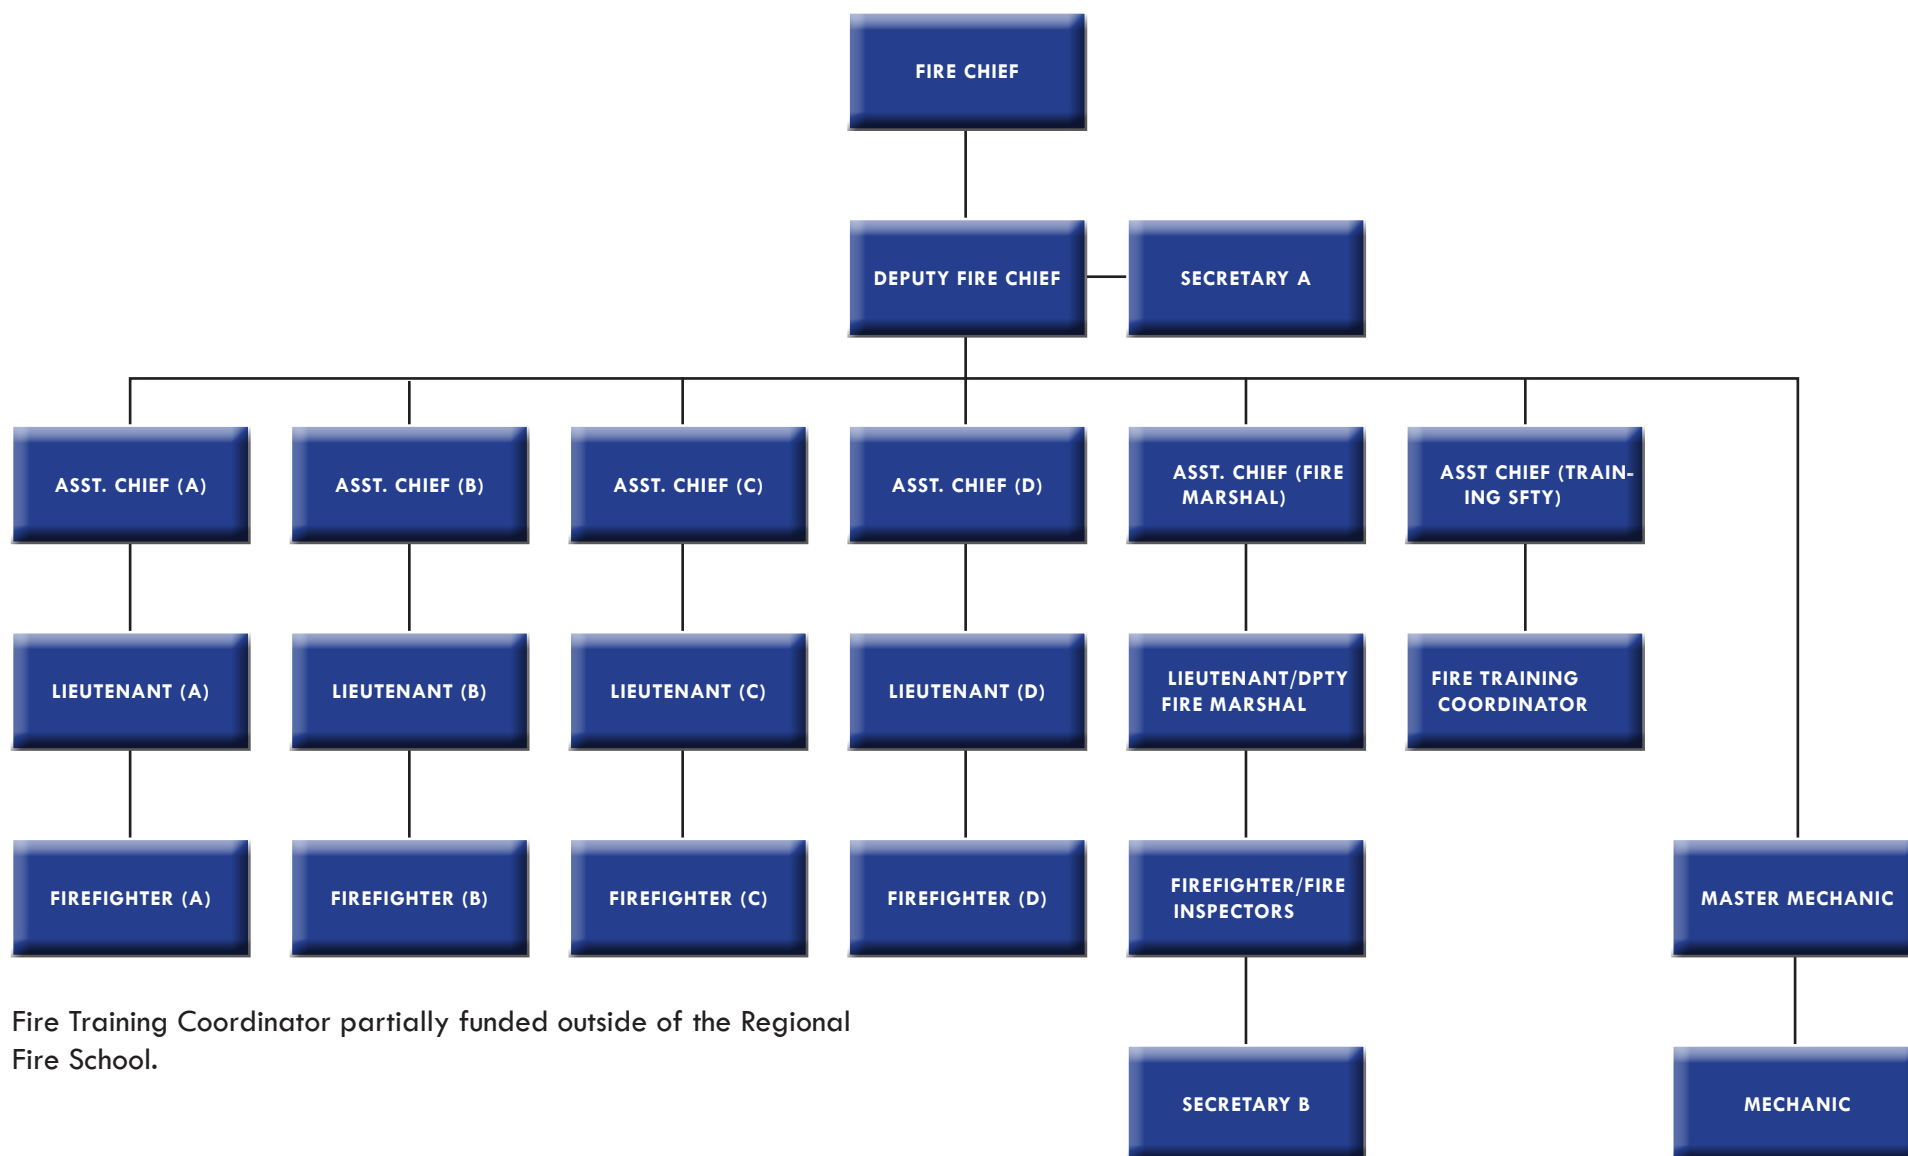 FIRE CHIEF
DEPUTY FIRE CHIEF
SECRETARY A
ASST. CHIEF (A)
ASST. CHIEF (B)
ASST. CHIEF (C)
ASST. CHIEF (D)
ASST. CHIEF (FIRE
MARSHAL)
ASST CHIEF (TRAIN-
ING SFTY)
LIEUTENANT (A)
LIEUTENANT (B)
LIEUTENANT (C)
LIEUTENANT (D)
LIEUTENANT/DPTY
FIRE MARSHAL
FIRE TRAINING
COORDINATOR
FIREFIGHTER (A)
FIREFIGHTER (B)
FIREFIGHTER (C)
FIREFIGHTER (D)
FIREFIGHTER/FIRE
INSPECTORS
MASTER MECHANIC
Fire Training Coordinator partially funded outside of the Regional
Fire School.
SECRETARY B
MECHANIC